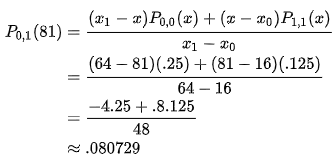 P_{0,1}(81) = \frac{(x_1 - x)P_{0,0}(x) + (x - x_0)P_{1,1}(x)}{x_1 - x_0}
= \frac{(64 - 81)(.25) + (81 - 16)(.125)}{64 - 16}
= \frac{-4.25 + .8.125}{48}
≈ .080729